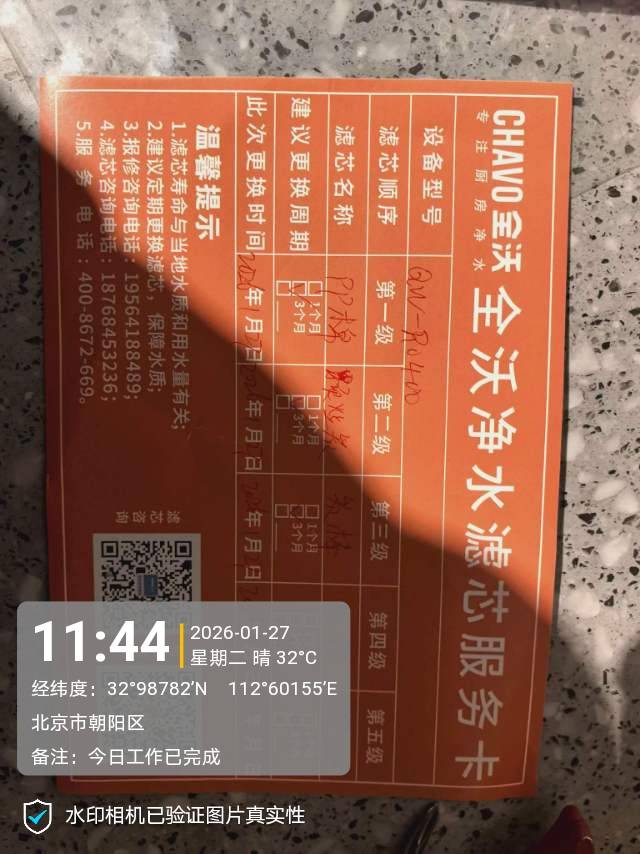 CHAVO 全沃
专注厨房净水
全沃净水滤芯服务卡
设备型号
QW-R0400
滤芯顺序 第一级 第二级 第三级 第四级 第五级
滤芯名称 PP棉
建议更换周期 1个月 3个月 1个月 3个月 1个月 3个月
此次更换时间 年 月 日 年 月 日 年 月 日
温馨提示
1.滤芯寿命与当地水质和用水量有关;
2.建议定期更换滤芯,保障水质;
3.报修咨询电话:19564188489;
4.滤芯咨询电话:18768453236;
5.服务电话:400-8672-669。
滤芯
咨询
11:44
2026-01-27
星期二 晴 32°C
经纬度:32°98782′N 112°60155′E
北京市朝阳区
备注:今日工作已完成
水印相机已验证图片真实性